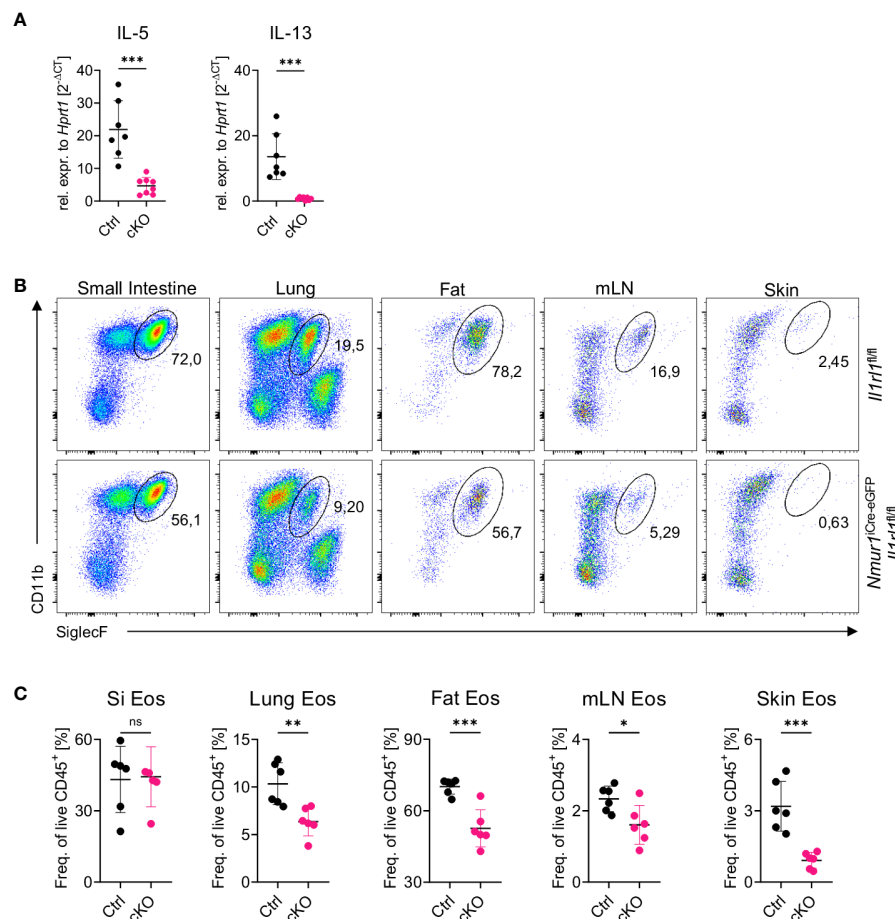 A
IL-5
IL-13
***
***
rel. expr. to Hprt1 [2^-ΔCT]
40
30
20
10
0
Ctrl
cKO
rel. expr. to Hprt1 [2^-ΔCT]
40
20
0
Ctrl
cKO
B
Small Intestine
Lung
Fat
mLN
Skin
72,0
19,5
78,2
16,9
2,45
Il1rl1^fl/fl
56,1
9,20
56,7
5,29
0,63
Nmur1^iCre-eGFP
Il1rl1^fl/fl
CD11b
SiglecF
C
Si Eos
Lung Eos
Fat Eos
mLN Eos
Skin Eos
ns
**
***
*
***
Freq. of live CD45+ [%]
60
30
0
Ctrl
cKO
Freq. of live CD45+ [%]
15
10
5
0
Ctrl
cKO
Freq. of live CD45+ [%]
90
60
30
Ctrl
cKO
Freq. of live CD45+ [%]
4
2
0
Ctrl
cKO
Freq. of live CD45+ [%]
6
3
0
Ctrl
cKO